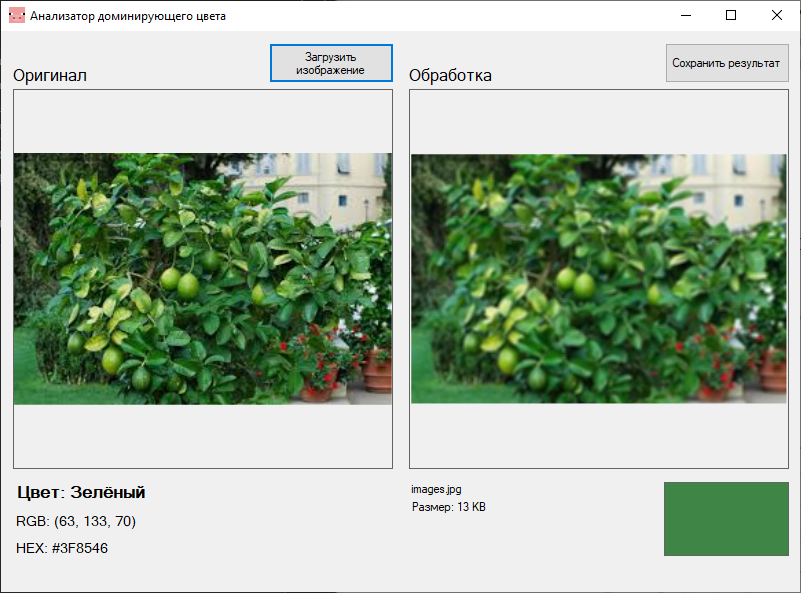 Анализатор доминирующего цвета
Оригинал
Загрузить
изображение
Обработка
Сохранить результат
Цвет: Зелёный
RGB: (63, 133, 70)
HEX: #3F8546
images.jpg
Размер: 13 KB